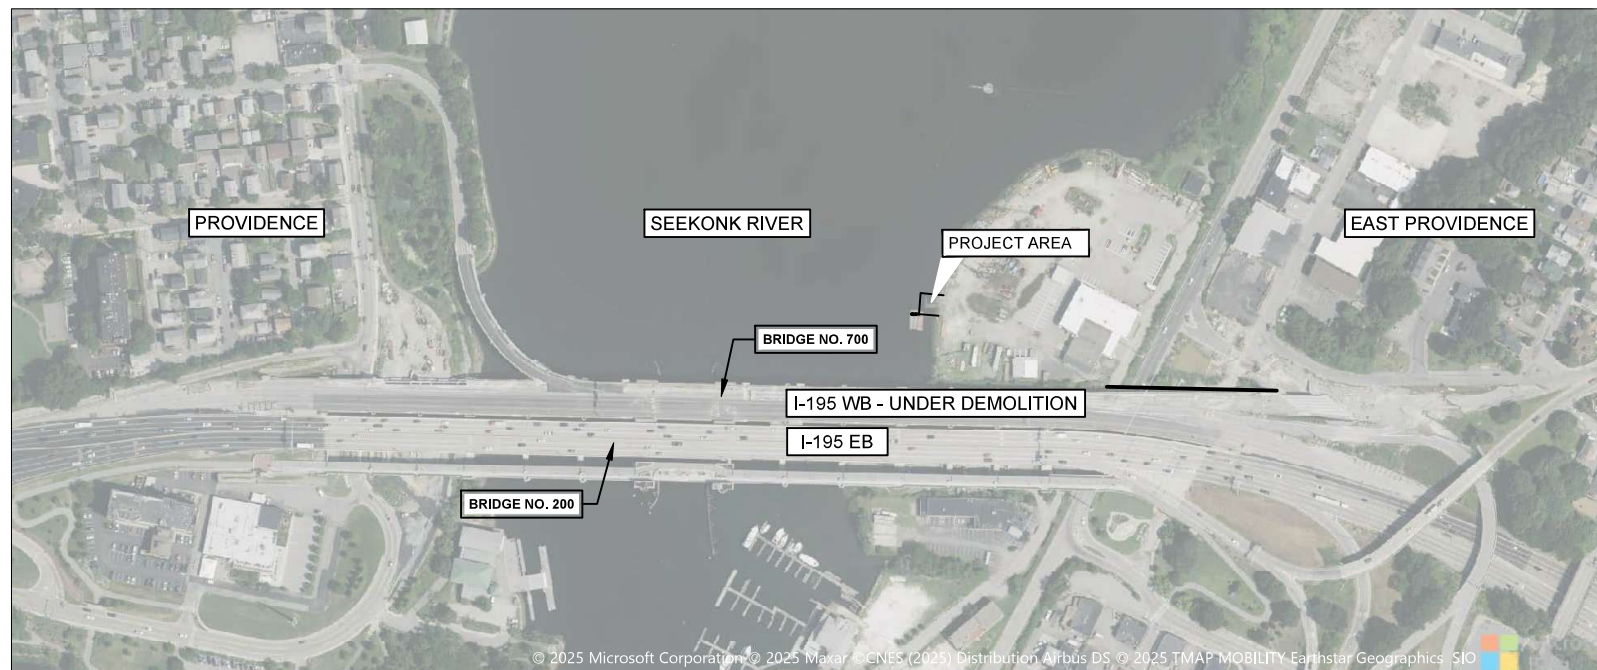 PROVIDENCE
SEEKONK RIVER
EAST PROVIDENCE
PROJECT AREA
BRIDGE NO. 700
I-195 WB - UNDER DEMOLITION
I-195 EB
BRIDGE NO. 200
© 2025 Microsoft Corporation © 2025 Maxar ©CNES (2025) Distribution Airbus DS © 2025 TMAP MOBILITY Earthstar Geographics SIO